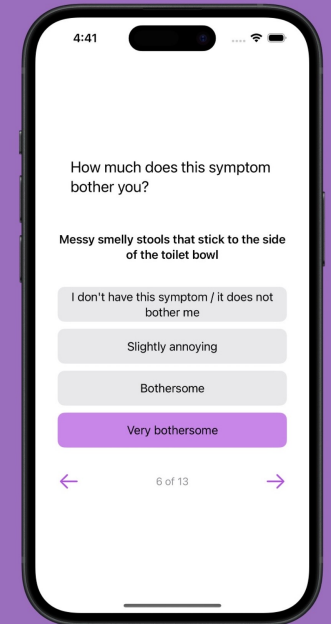 4:41
How much does this symptom
bother you?
Messy smelly stools that stick to the side
of the toilet bowl
I don't have this symptom / it does not
bother me
Slightly annoying
Bothersome
Very bothersome
6 of 13